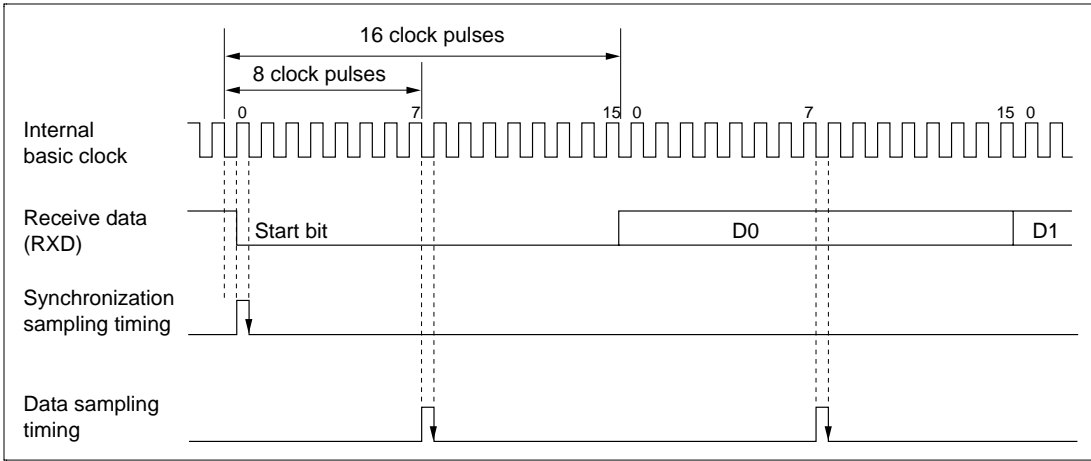 16 clock pulses
8 clock pulses
0 7 15 0 7 15 0
Internal
basic clock
Receive data
(RXD)
Start bit D0 D1
Synchronization
sampling timing
Data sampling
timing